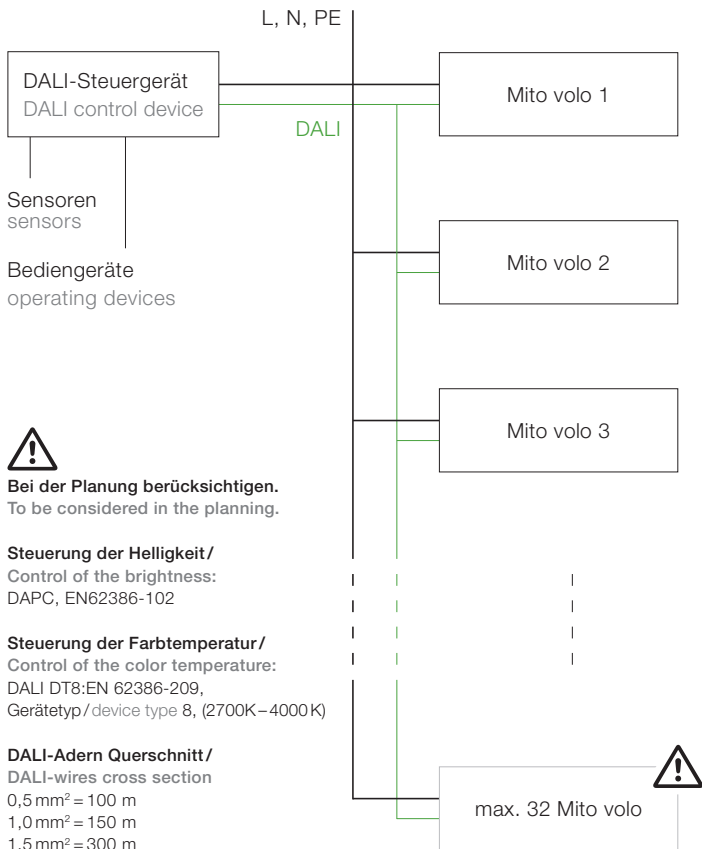 L, N, PE
DALI-Steuergerät
DALI control device
DALI
Mito volo 1
Sensoren
sensors
Bediengeräte
operating devices
Mito volo 2
Mito volo 3
Bei der Planung berücksichtigen.
To be considered in the planning.
Steuerung der Helligkeit/
Control of the brightness:
DAPC, EN62386-102
Steuerung der Farbtemperatur/
Control of the color temperature:
DALI DT8:EN 62386-209,
Gerätetyp/device type 8, (2700K–4000K)
DALI-Adern Querschnitt/
DALI-wires cross section
0,5 mm² = 100 m
1,0 mm² = 150 m
1,5 mm² = 300 m
max. 32 Mito volo